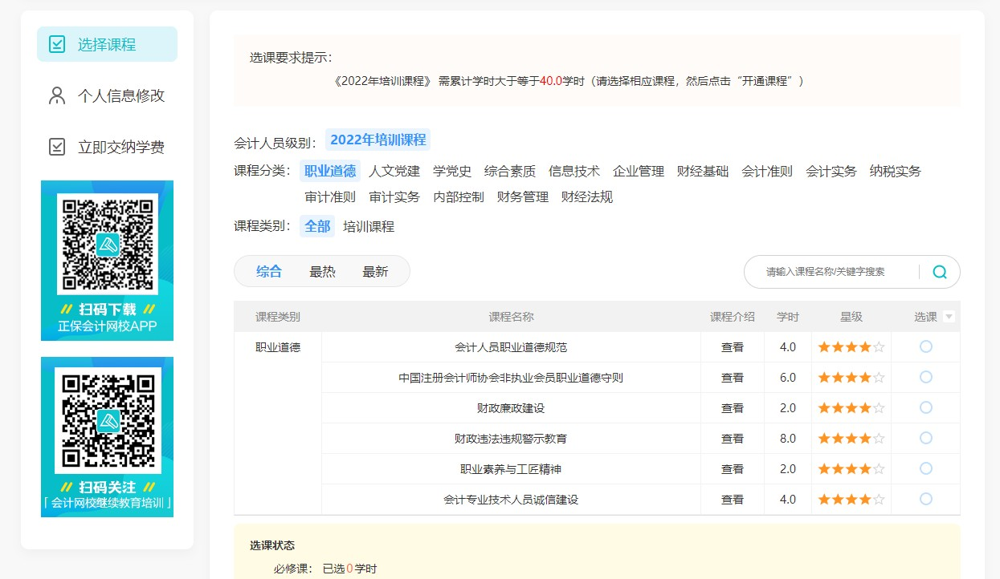 选择课程
个人信息修改
立即交纳学费
扫码下载
正保会计网校APP
扫码关注
「会计网校继续教育培训」
选课要求提示：
《2022年培训课程》 需累计学时大于等于40.0学时（请选择相应课程，然后点击“开通课程”）
会计人员级别： 2022年培训课程
课程分类： 职业道德 人文党建 学党史 综合素质 信息技术 企业管理 财经基础 会计准则 会计实务 纳税实务
审计准则 审计实务 内部控制 财务管理 财经法规
课程类别： 全部 培训课程
综合 最热 最新 请输入课程名称/关键字搜索
课程类别 课程名称 课程介绍 学时 星级 选课
职业道德 会计人员职业道德规范 查看 4.0
中国注册会计师协会非执业会员职业道德守则 查看 6.0
财政廉政建设 查看 2.0
财政违法违规警示教育 查看 8.0
职业素养与工匠精神 查看 2.0
会计专业技术人员诚信建设 查看 4.0
选课状态
必修课： 已选0学时